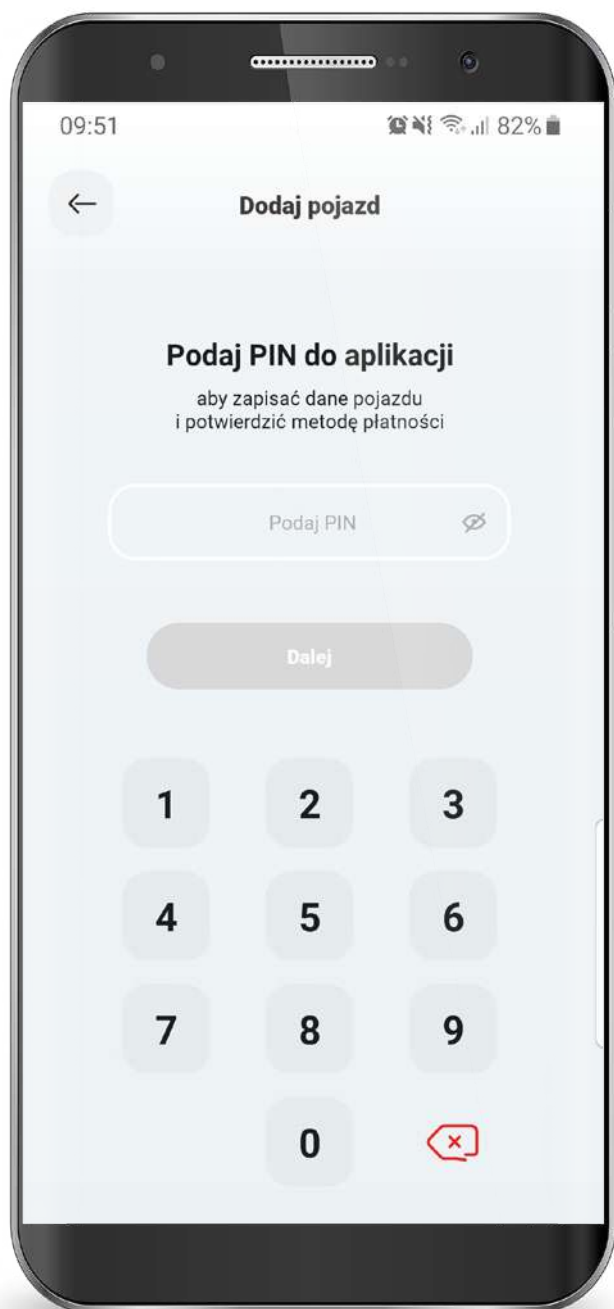 09:51 82%
Dodaj pojazd
Podaj PIN do aplikacji
aby zapisać dane pojazdu
i potwierdzić metodę płatności
Podaj PIN
Dalej
1 2 3
4 5 6
7 8 9
0